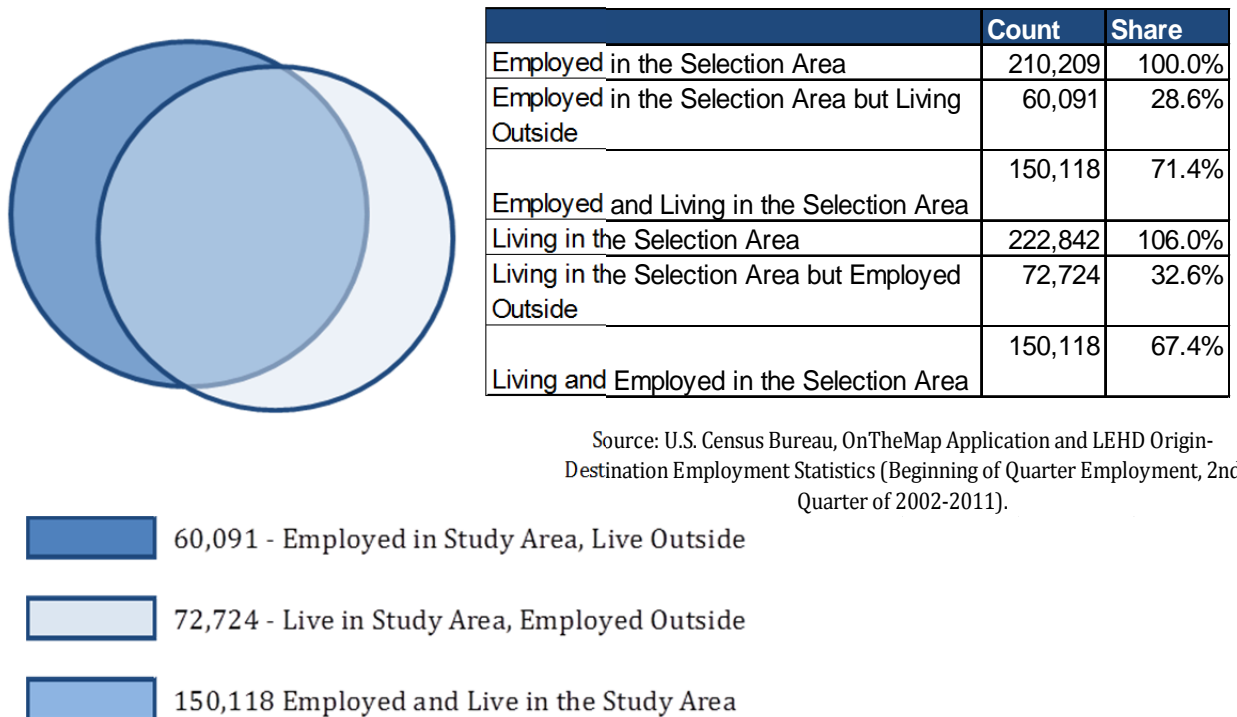 Count Share
Employed in the Selection Area 210,209 100.0%
Employed in the Selection Area but Living 60,091 28.6%
Outside
150,118 71.4%
Employed and Living in the Selection Area
Living in the Selection Area 222,842 106.0%
Living in the Selection Area but Employed 72,724 32.6%
Outside
150,118 67.4%
Living and Employed in the Selection Area
Source: U.S. Census Bureau, OnTheMap Application and LEHD Origin-
Destination Employment Statistics (Beginning of Quarter Employment, 2nd
Quarter of 2002-2011).
60,091 - Employed in Study Area, Live Outside
72,724 - Live in Study Area, Employed Outside
150,118 Employed and Live in the Study Area